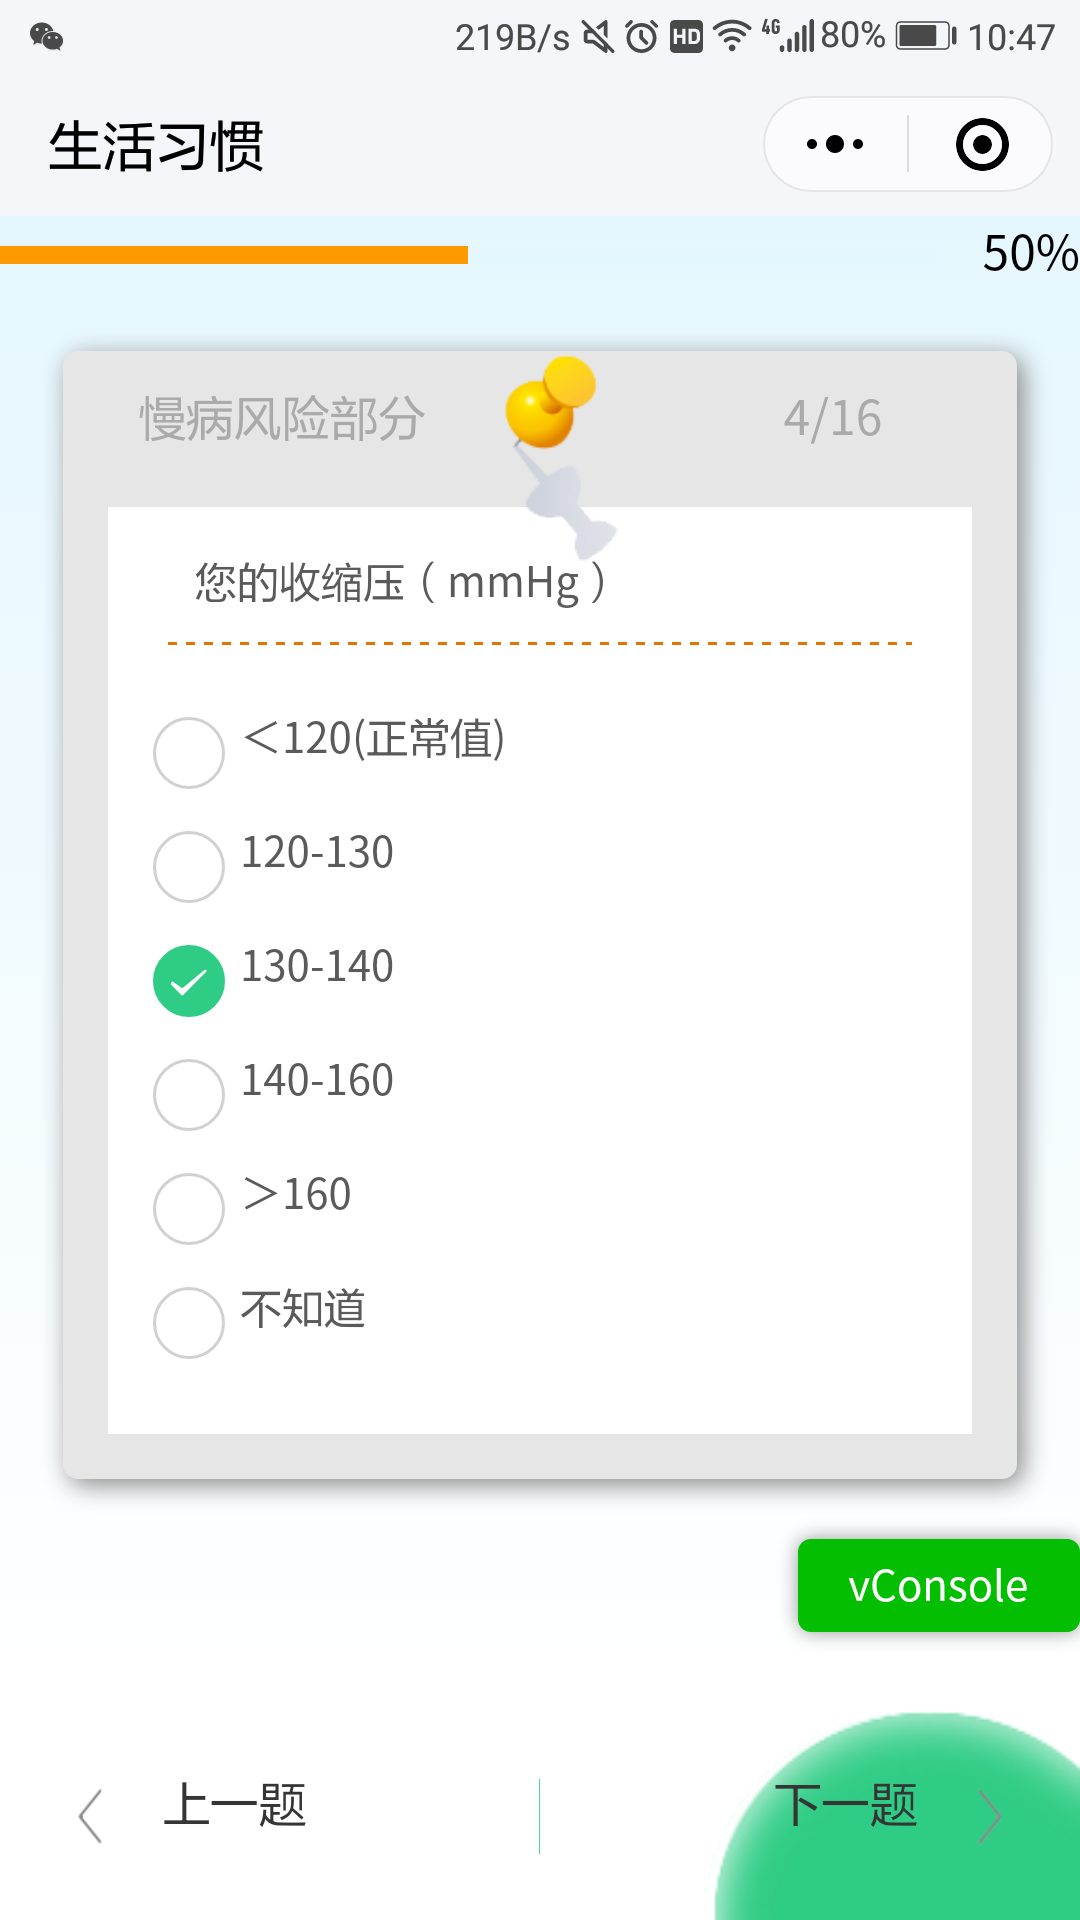 219B/s HD 4G 80% 10:47
生活习惯
50%
慢病风险部分 4/16
您的收缩压（mmHg）
＜120(正常值)
120-130
130-140
140-160
＞160
不知道
vConsole
上一题 下一题